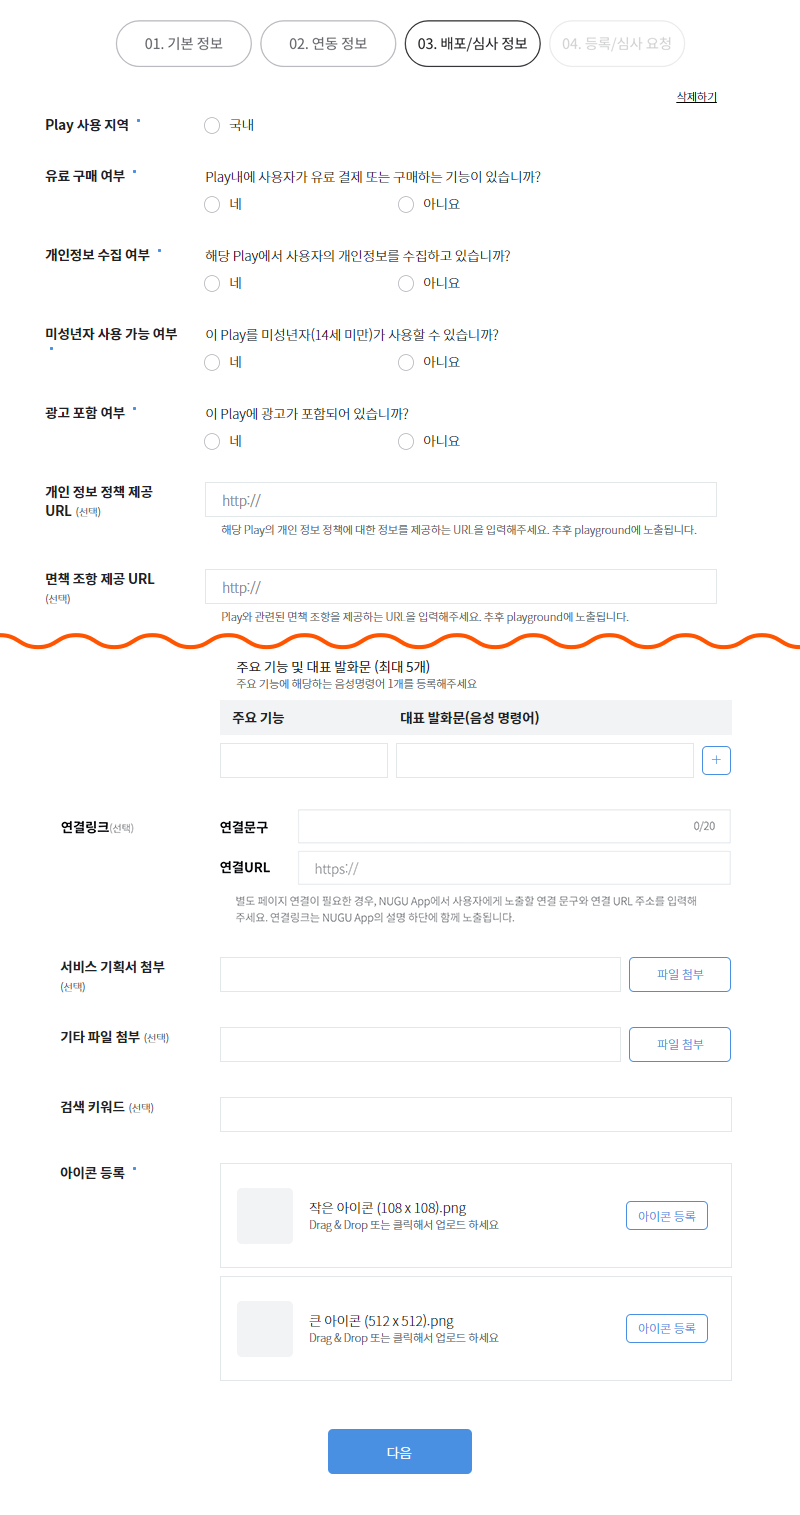 01. 기본 정보
02. 연동 정보
03. 배포/심사 정보
04. 등록/심사 요청
삭제하기
Play 사용 지역
국내
유료 구매 여부
Play내에 사용자가 유료 결제 또는 구매하는 기능이 있습니까?
네
아니요
개인정보 수집 여부
해당 Play에서 사용자의 개인정보를 수집하고 있습니까?
네
아니요
미성년자 사용 가능 여부
이 Play를 미성년자(14세 미만)가 사용할 수 있습니까?
네
아니요
광고 포함 여부
이 Play에 광고가 포함되어 있습니까?
네
아니요
개인 정보 정책 제공
URL (선택)
http://
해당 Play의 개인 정보 정책에 대한 정보를 제공하는 URL을 입력해주세요. 추후 playground에 노출됩니다.
면책 조항 제공 URL
(선택)
http://
Play와 관련된 면책 조항을 제공하는 URL을 입력해주세요. 추후 playground에 노출됩니다.
주요 기능 및 대표 발화문 (최대 5개)
주요 기능에 해당하는 음성명령어 1개를 등록해주세요
주요 기능
대표 발화문(음성 명령어)
+
연결링크(선택)
연결문구
0/20
연결URL
https://
별도 페이지 연결이 필요한 경우, NUGU App에서 사용자에게 노출할 연결 문구와 연결 URL 주소를 입력해
주세요. 연결링크는 NUGU App의 설명 하단에 함께 노출됩니다.
서비스 기획서 첨부
(선택)
파일 첨부
기타 파일 첨부 (선택)
파일 첨부
검색 키워드 (선택)
아이콘 등록
작은 아이콘 (108 x 108).png
Drag & Drop 또는 클릭해서 업로드 하세요
아이콘 등록
큰 아이콘 (512 x 512).png
Drag & Drop 또는 클릭해서 업로드 하세요
아이콘 등록
다음